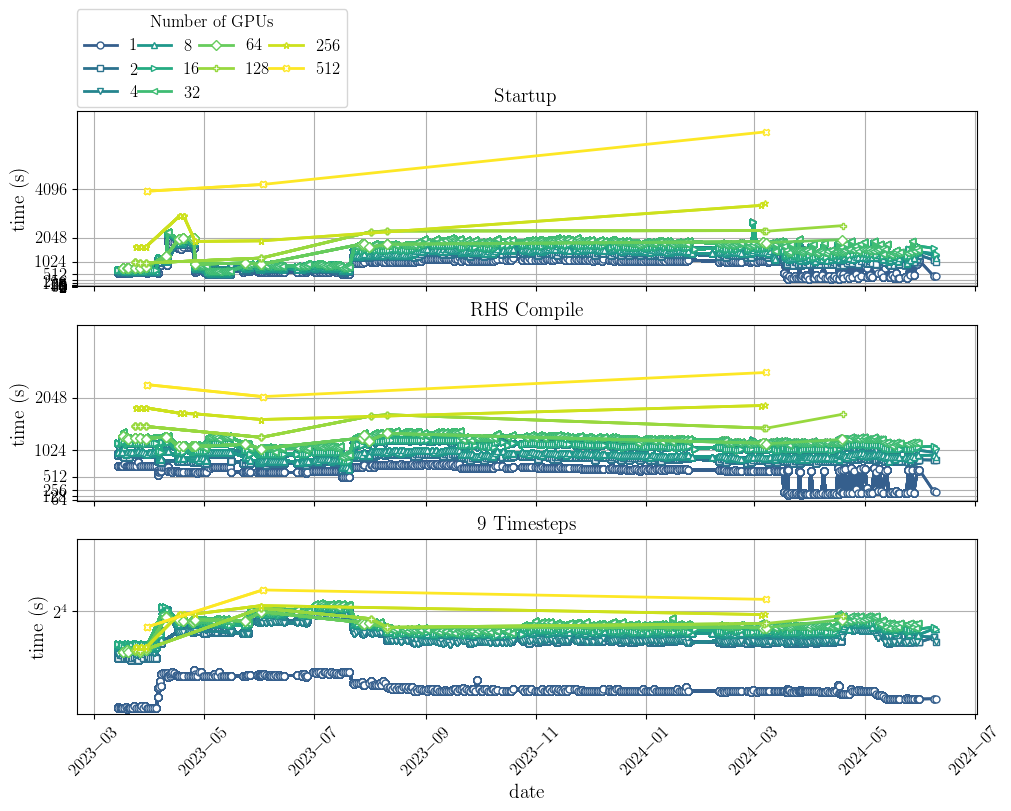 Number of GPUs
1 8 64 256
2 16 128 512
4 32
Startup
time (s)
4096
2048
1024
512
RHS Compile
time (s)
2048
1024
512
256
128
64
9 Timesteps
time (s)
2⁴
2023−03 2023−05 2023−07 2023−09 2023−11 2024−01 2024−03 2024−05 2024−07
date